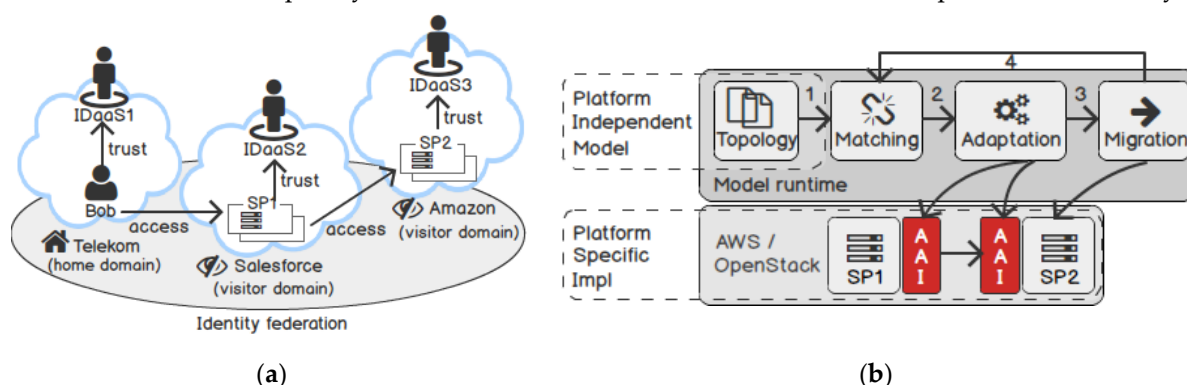 IDaaS1
trust
Bob
access
Telekom
(home domain)
IDaaS2
trust
SP1
access
Salesforce
(visitor domain)
IDaaS3
trust
SP2
Amazon
(visitor domain)
Identity federation
(a)
Platform
Independent
Model
Topology
1
Matching
2
Adaptation
3
Migration
4
Model runtime
Platform
Specific
Impl
AWS /
OpenStack
SP1
A
A
I
A
A
I
SP2
(b)